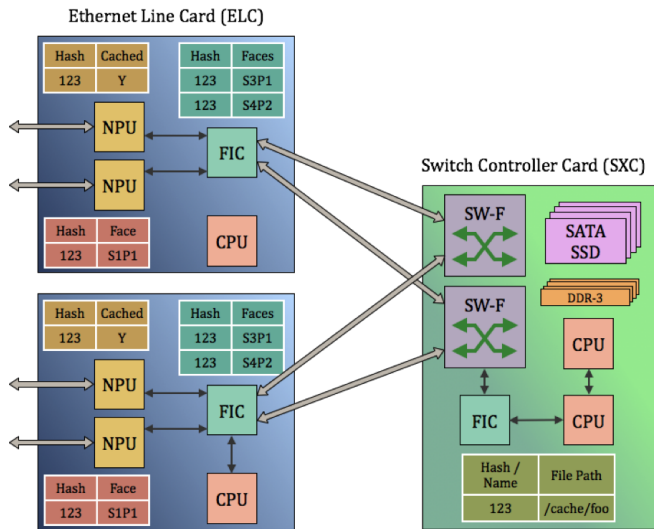 Ethernet Line Card (ELC)
Hash Cached
123 Y
Hash Faces
123 S3P1
123 S4P2
NPU
FIC
NPU
Hash Face
123 S1P1
CPU
Hash Cached
123 Y
Hash Faces
123 S3P1
123 S4P2
NPU
FIC
NPU
Hash Face
123 S1P1
CPU
Switch Controller Card (SXC)
SW-F
SATA
SSD
DDR-3
SW-F
CPU
FIC
CPU
Hash /
Name
File Path
123 /cache/foo